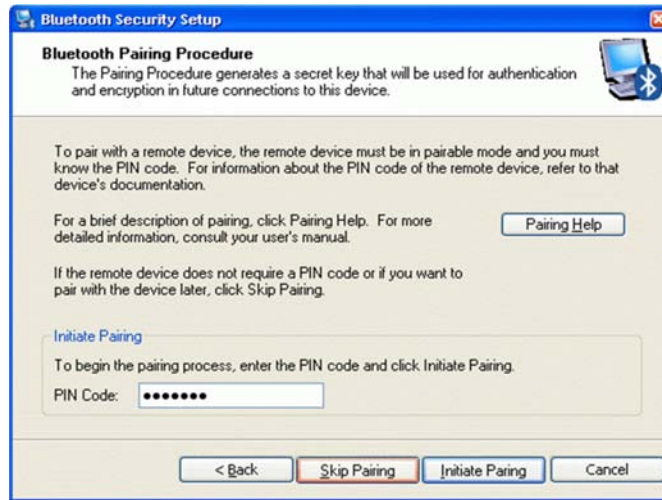 Bluetooth Security Setup
Bluetooth Pairing Procedure
The Pairing Procedure generates a secret key that will be used for authentication
and encryption in future connections to this device.
To pair with a remote device, the remote device must be in pairable mode and you must
know the PIN code. For information about the PIN code of the remote device, refer to that
device's documentation.
For a brief description of pairing, click Pairing Help. For more
detailed information, consult your user's manual.
Pairing Help
If the remote device does not require a PIN code or if you want to
pair with the device later, click Skip Pairing.
Initiate Pairing
To begin the pairing process, enter the PIN code and click Initiate Pairing.
PIN Code: •••••••
< Back Skip Pairing Initiate Paring Cancel